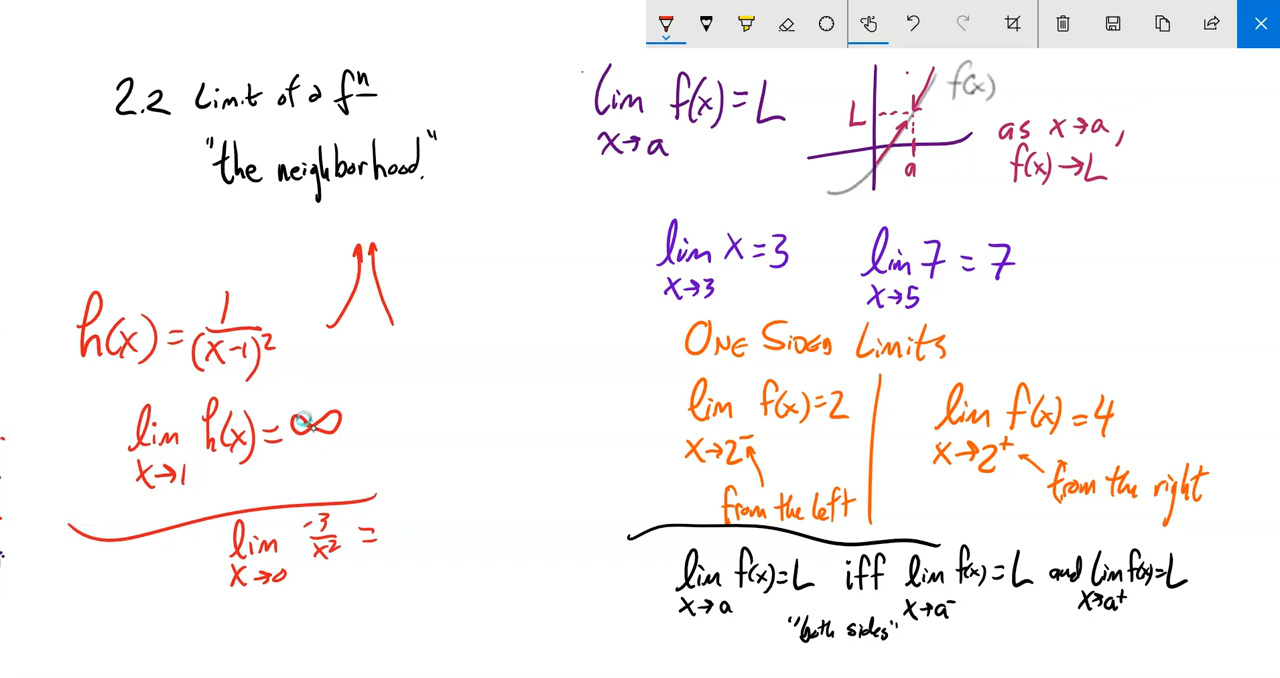 2.2 Limit of a fⁿ
"the neighborhood."
h(x) = 1/(x-1)²
lim h(x) = ∞
x→1
lim -3/x² =
x→0
lim f(x) = L
x→a
f(x)
L
a
as x→a,
f(x)→L
lim x = 3
x→3
lim 7 = 7
x→5
ONE SIDED LIMITS
lim f(x) = 2
x→2⁻
from the left
lim f(x) = 4
x→2⁺
from the right
lim f(x) = L iff lim f(x) = L and lim f(x) = L
x→a x→a⁻ x→a⁺
"both sides"